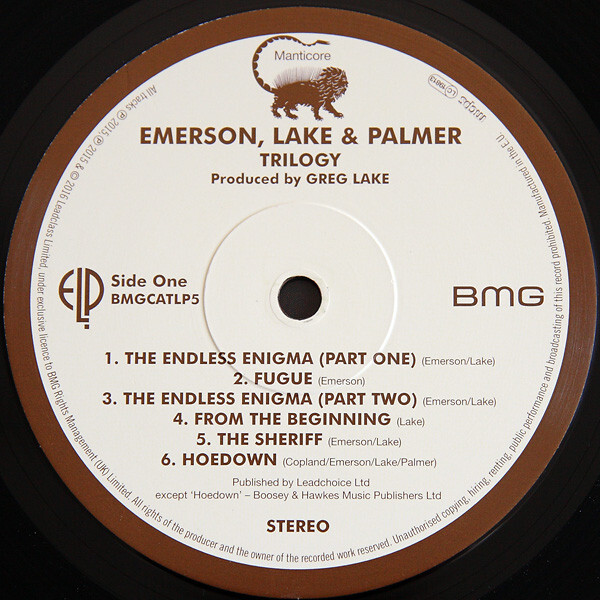 Manticore
EMERSON, LAKE & PALMER
TRILOGY
Produced by GREG LAKE
ELP
Side One
BMGCATLP5
BMG
1. THE ENDLESS ENIGMA (PART ONE) (Emerson/Lake)
2. FUGUE (Emerson)
3. THE ENDLESS ENIGMA (PART TWO) (Emerson/Lake)
4. FROM THE BEGINNING (Lake)
5. THE SHERIFF (Emerson/Lake)
6. HOEDOWN (Copland/Emerson/Lake/Palmer)
Published by Leadchoice Ltd
except ‘Hoedown’ – Boosey & Hawkes Music Publishers Ltd
STEREO
All tracks ℗ 2015, ℗ 2015 & © 2016 Leadclass Limited, under exclusive licence to BMG Rights Management (UK) Limited. All rights of the producer and the owner of the recorded work reserved. Unauthorised copying, hiring, renting, public performance and broadcasting of this record prohibited. Manufactured in the E.U.
LC 19813